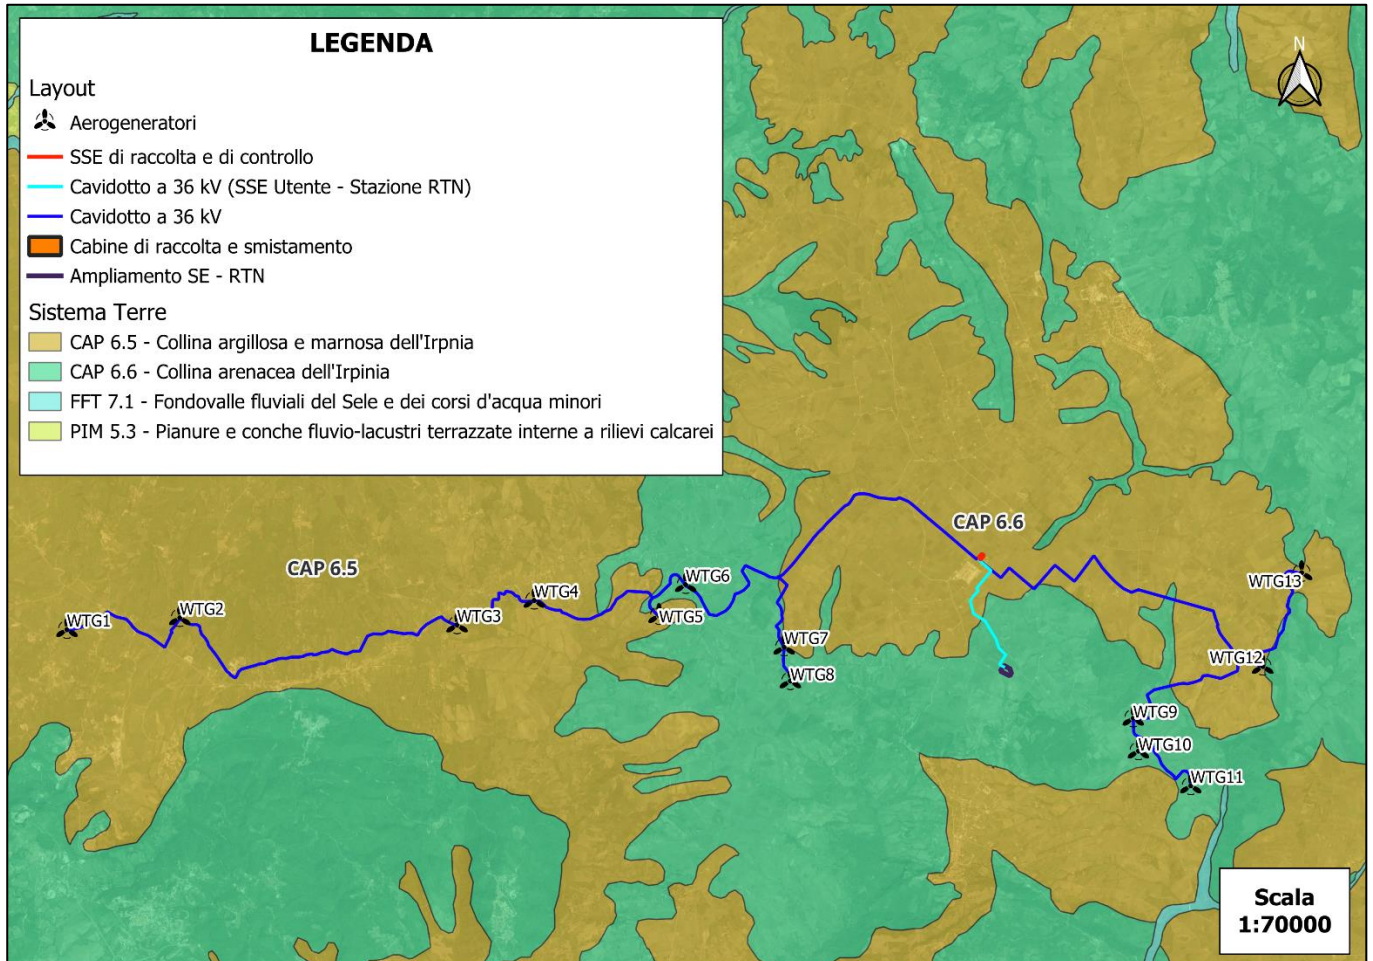 LEGENDA
Layout
Aerogeneratori
SSE di raccolta e di controllo
Cavidotto a 36 kV (SSE Utente - Stazione RTN)
Cavidotto a 36 kV
Cabine di raccolta e smistamento
Ampliamento SE - RTN
Sistema Terre
CAP 6.5 - Collina argillosa e marnosa dell'Irpnia
CAP 6.6 - Collina arenacea dell'Irpinia
FFT 7.1 - Fondovalle fluviali del Sele e dei corsi d'acqua minori
PIM 5.3 - Pianure e conche fluvio-lacustri terrazzate interne a rilievi calcarei
N
CAP 6.6
CAP 6.5
WTG1
WTG2
WTG3
WTG4
WTG5
WTG6
WTG7
WTG8
WTG13
WTG12
WTG9
WTG10
WTG11
Scala
1:70000